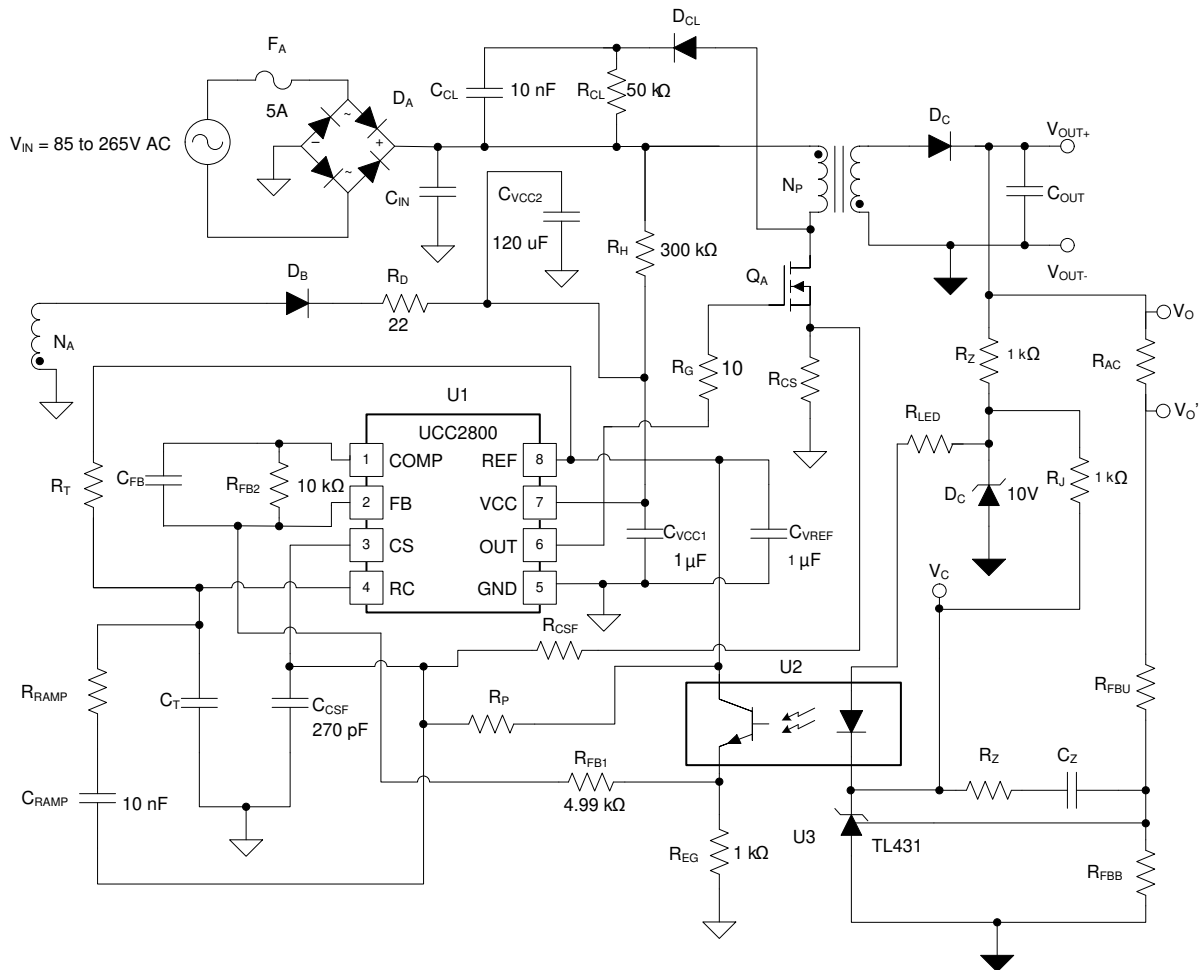 D_CL
F_A
5A
D_A
C_CL
10 nF
R_CL
50 kΩ
V_IN = 85 to 265V AC
~
+
~
−
C_IN
C_VCC2
120 uF
R_H
300 kΩ
N_P
D_C
V_OUT+
C_OUT
V_OUT-
Q_A
D_B
R_D
22
N_A
R_G
10
R_CS
R_Z
1 kΩ
V_O
R_AC
V_O'
R_LED
D_C
10V
R_J
1 kΩ
U1
UCC2800
1
COMP
REF
8
2
FB
VCC
7
3
CS
OUT
6
4
RC
GND
5
R_T
C_FB
R_FB2
10 kΩ
C_VCC1
1 µF
C_VREF
1 µF
V_C
R_CSF
U2
R_RAMP
C_T
C_CSF
270 pF
R_P
R_FBU
R_FB1
4.99 kΩ
R_Z
C_Z
C_RAMP
10 nF
R_EG
1 kΩ
U3
TL431
R_FBB